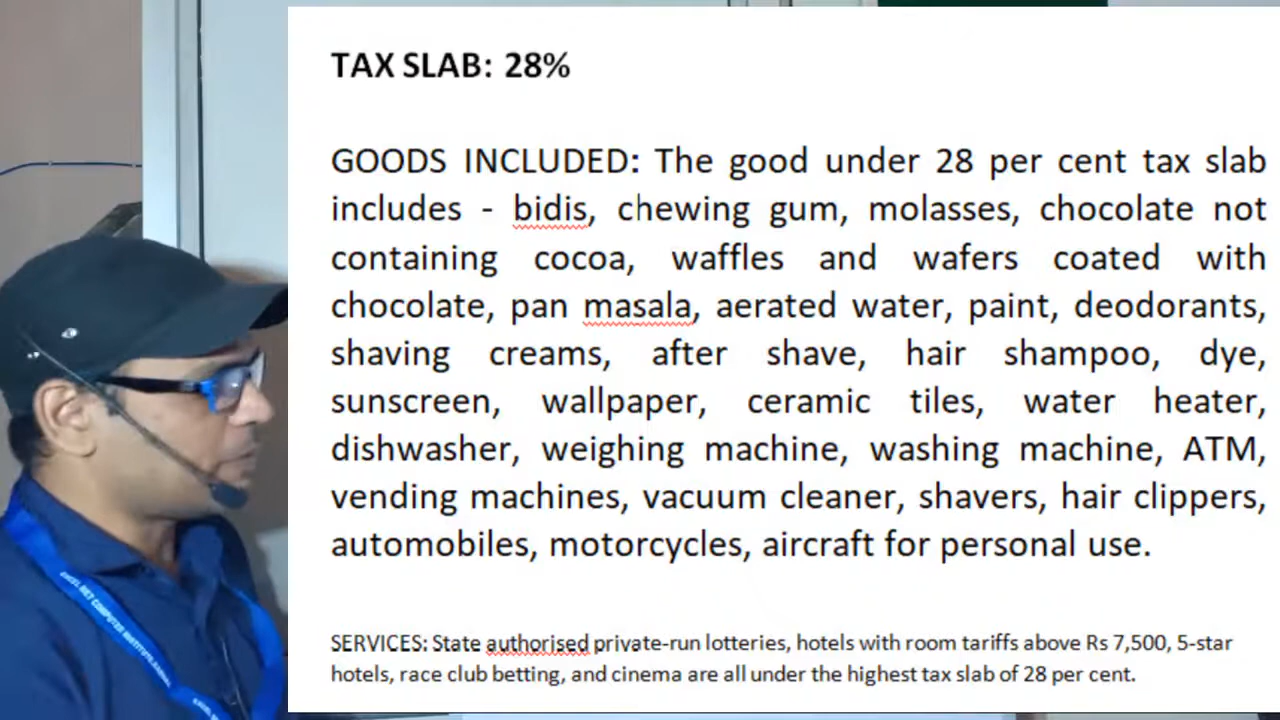 TAX SLAB: 28%
GOODS INCLUDED: The good under 28 per cent tax slab
includes - bidis, chewing gum, molasses, chocolate not
containing cocoa, waffles and wafers coated with
chocolate, pan masala, aerated water, paint, deodorants,
shaving creams, after shave, hair shampoo, dye,
sunscreen, wallpaper, ceramic tiles, water heater,
dishwasher, weighing machine, washing machine, ATM,
vending machines, vacuum cleaner, shavers, hair clippers,
automobiles, motorcycles, aircraft for personal use.
SERVICES: State authorised private-run lotteries, hotels with room tariffs above Rs 7,500, 5-star
hotels, race club betting, and cinema are all under the highest tax slab of 28 per cent.